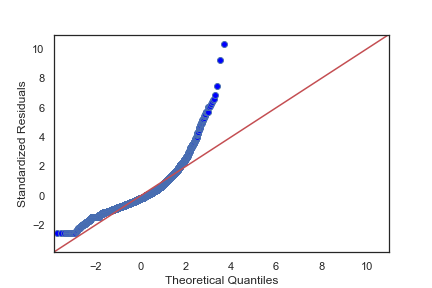 10
8
6
4
2
0
−2
Standardized Residuals
−2 0 2 4 6 8 10
Theoretical Quantiles